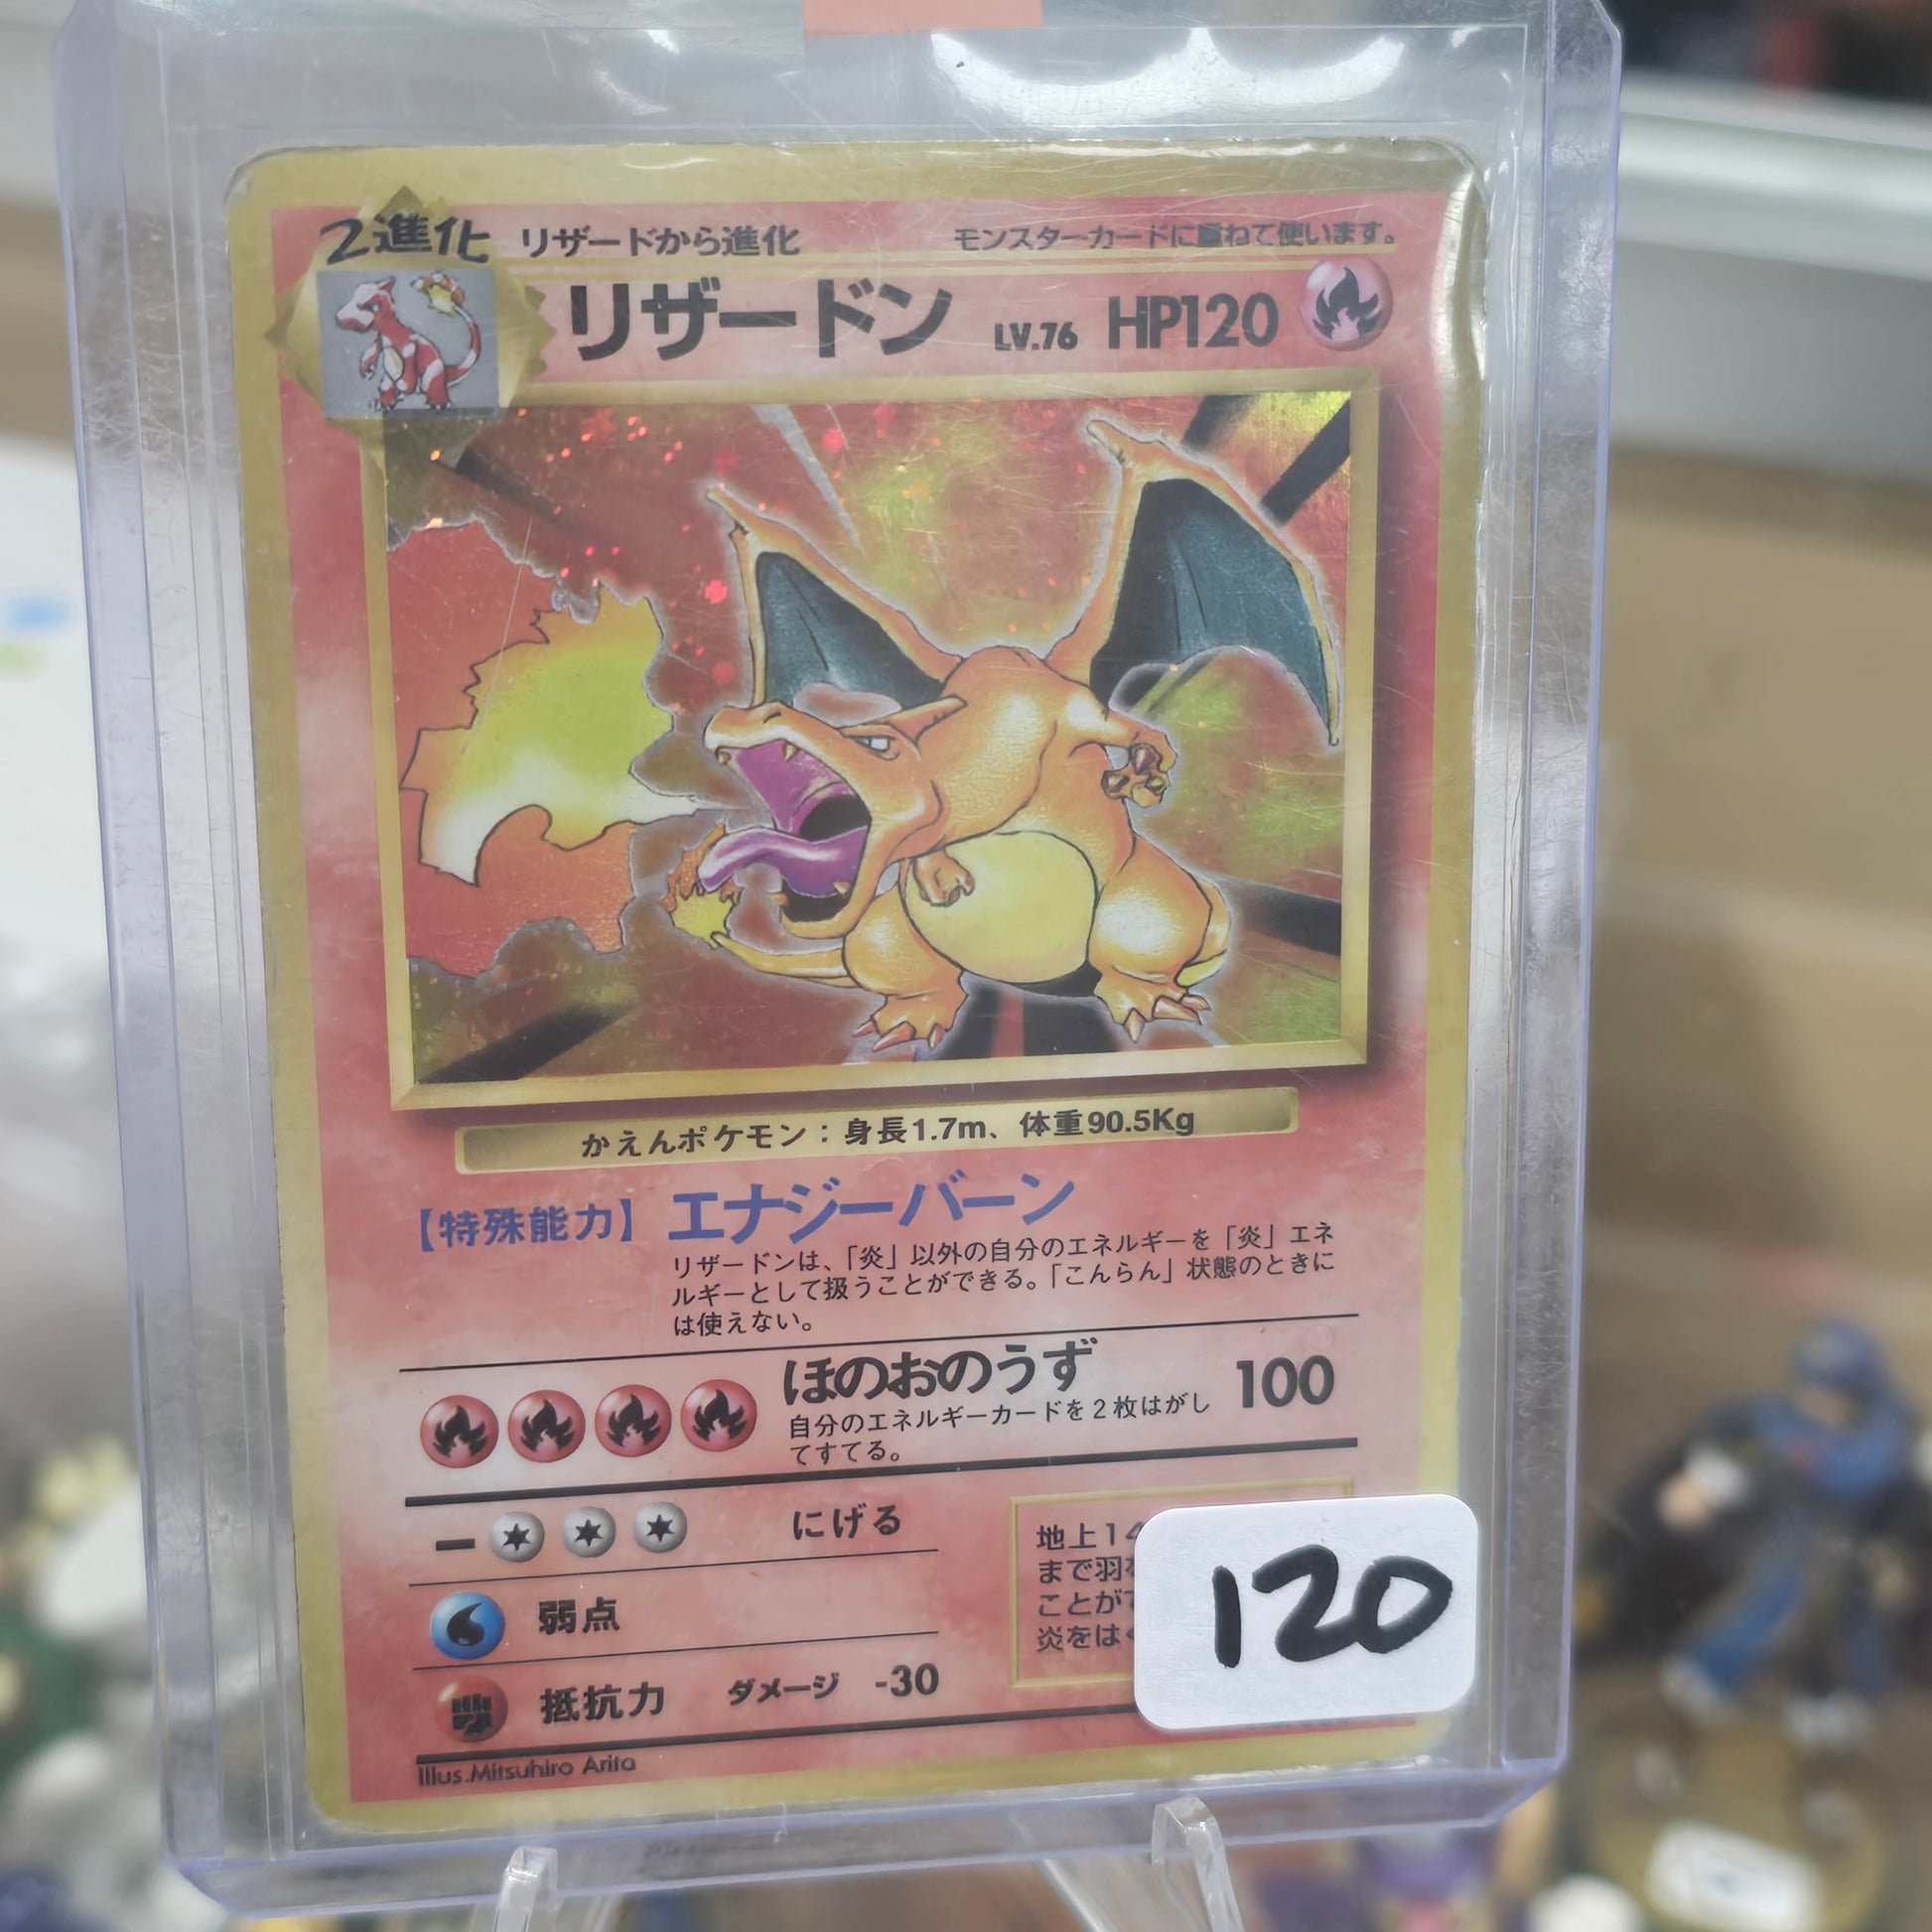 2進化 リザードから進化 モンスターカードに重ねて使います。
リザードン LV.76 HP120
かえんポケモン：身長1.7m、体重90.5Kg
【特殊能力】 エナジーバーン
リザードンは、「炎」以外の自分のエネルギーを「炎」エネ
ルギーとして扱うことができる。「こんらん」状態のときに
は使えない。
ほのおのうず 100
自分のエネルギーカードを2枚はがし
てすてる。
にげる
弱点
抵抗力 ダメージ -30
地上14
まで羽
ことが
炎をは
120
Illus.Mitsuhiro Arita